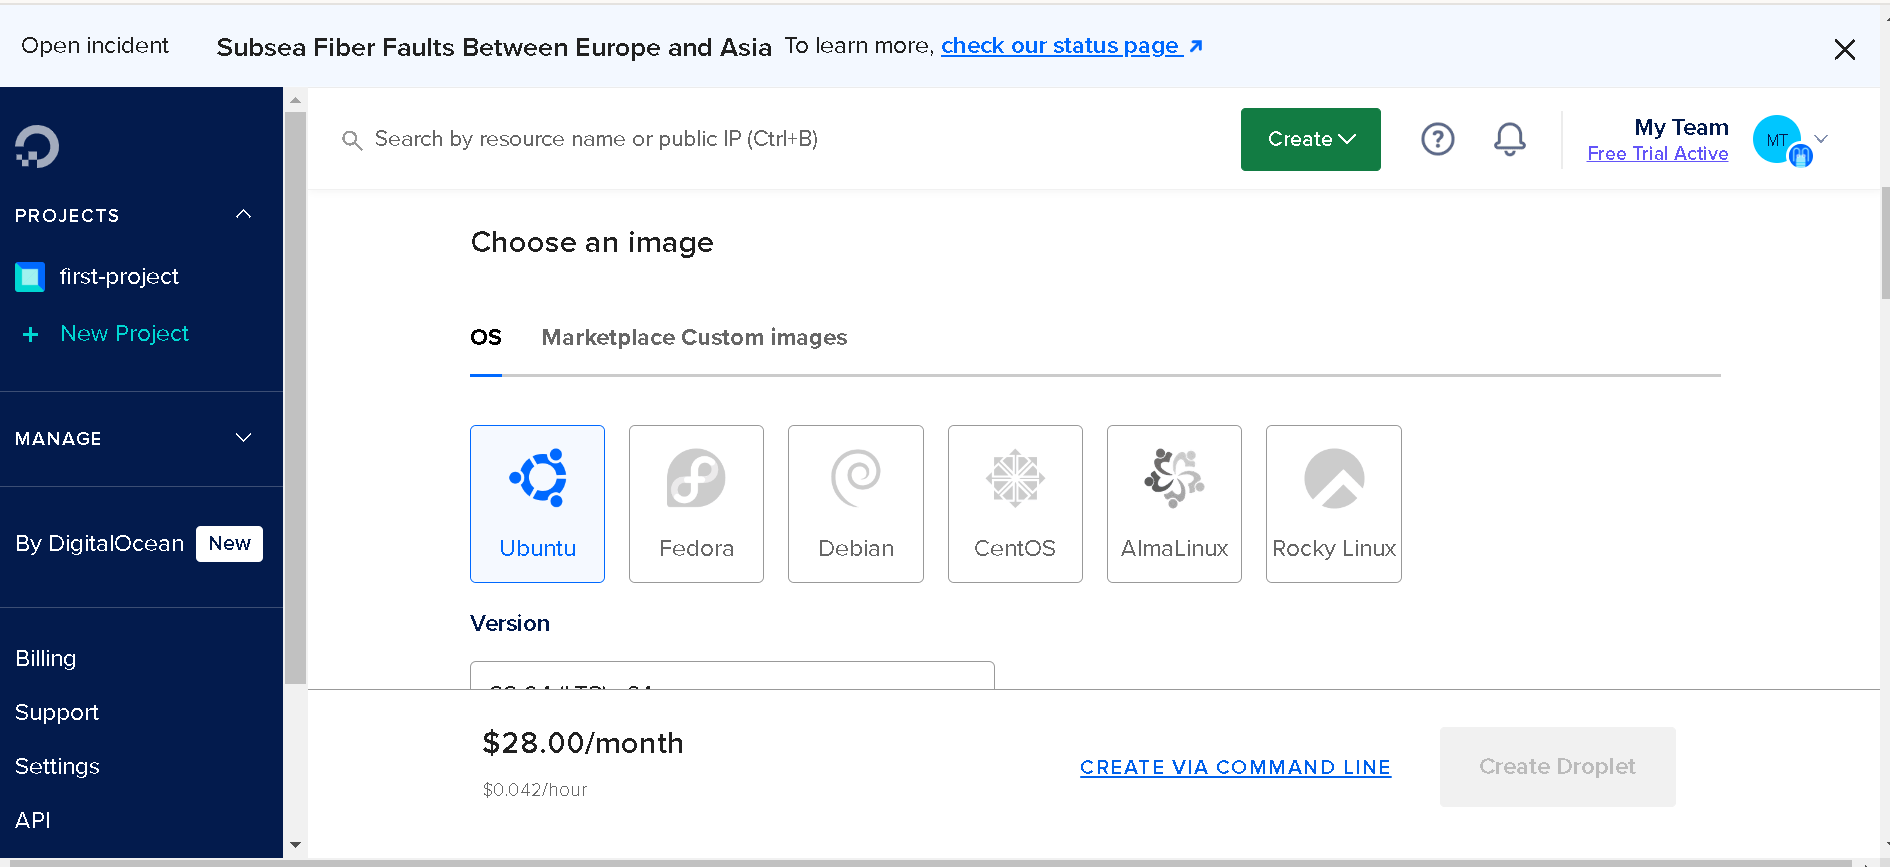 Open incident Subsea Fiber Faults Between Europe and Asia To learn more, check our status page
Search by resource name or public IP (Ctrl+B)
Create
My Team
Free Trial Active
MT
PROJECTS
first-project
+ New Project
MANAGE
By DigitalOcean New
Billing
Support
Settings
API
Choose an image
OS Marketplace Custom images
Ubuntu
Fedora
Debian
CentOS
AlmaLinux
Rocky Linux
Version
$28.00/month
$0.042/hour
CREATE VIA COMMAND LINE
Create Droplet